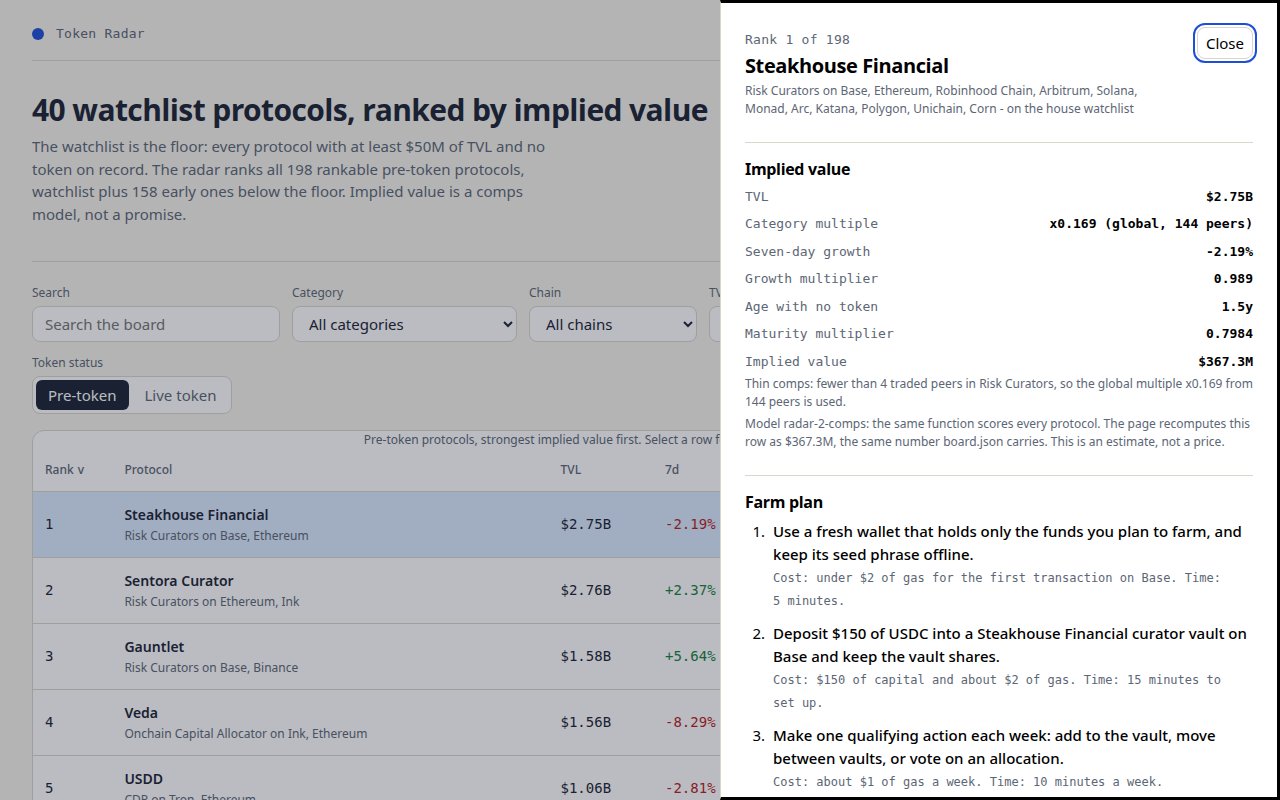 Token Radar
40 watchlist protocols, ranked by implied value
The watchlist is the floor: every protocol with at least $50M of TVL and no
token on record. The radar ranks all 198 rankable pre-token protocols,
watchlist plus 158 early ones below the floor. Implied value is a comps
model, not a promise.
Search
Category
Chain
Search the board
All categories
All chains
Token status
Pre-token
Live token
Pre-token protocols, strongest implied value first. Select a row
Rank v
Protocol
TVL
7d
1
Steakhouse Financial
Risk Curators on Base, Ethereum
$2.75B
-2.19%
2
Sentora Curator
Risk Curators on Ethereum, Ink
$2.76B
+2.37%
3
Gauntlet
Risk Curators on Base, Binance
$1.58B
+5.64%
4
Veda
Onchain Capital Allocator on Ink, Ethereum
$1.56B
-8.29%
5
USDD
CDP on Tron, Ethereum
$1.06B
-2.81%
Rank 1 of 198
Close
Steakhouse Financial
Risk Curators on Base, Ethereum, Robinhood Chain, Arbitrum, Solana,
Monad, Arc, Katana, Polygon, Unichain, Corn - on the house watchlist
Implied value
TVL
$2.75B
Category multiple
x0.169 (global, 144 peers)
Seven-day growth
-2.19%
Growth multiplier
0.989
Age with no token
1.5y
Maturity multiplier
0.7984
Implied value
$367.3M
Thin comps: fewer than 4 traded peers in Risk Curators, so the global multiple x0.169 from
144 peers is used.
Model radar-2-comps: the same function scores every protocol. The page recomputes this
row as $367.3M, the same number board.json carries. This is an estimate, not a price.
Farm plan
1. Use a fresh wallet that holds only the funds you plan to farm, and
keep its seed phrase offline.
Cost: under $2 of gas for the first transaction on Base. Time:
5 minutes.
2. Deposit $150 of USDC into a Steakhouse Financial curator vault on
Base and keep the vault shares.
Cost: $150 of capital and about $2 of gas. Time: 15 minutes to
set up.
3. Make one qualifying action each week: add to the vault, move
between vaults, or vote on an allocation.
Cost: about $1 of gas a week. Time: 10 minutes a week.